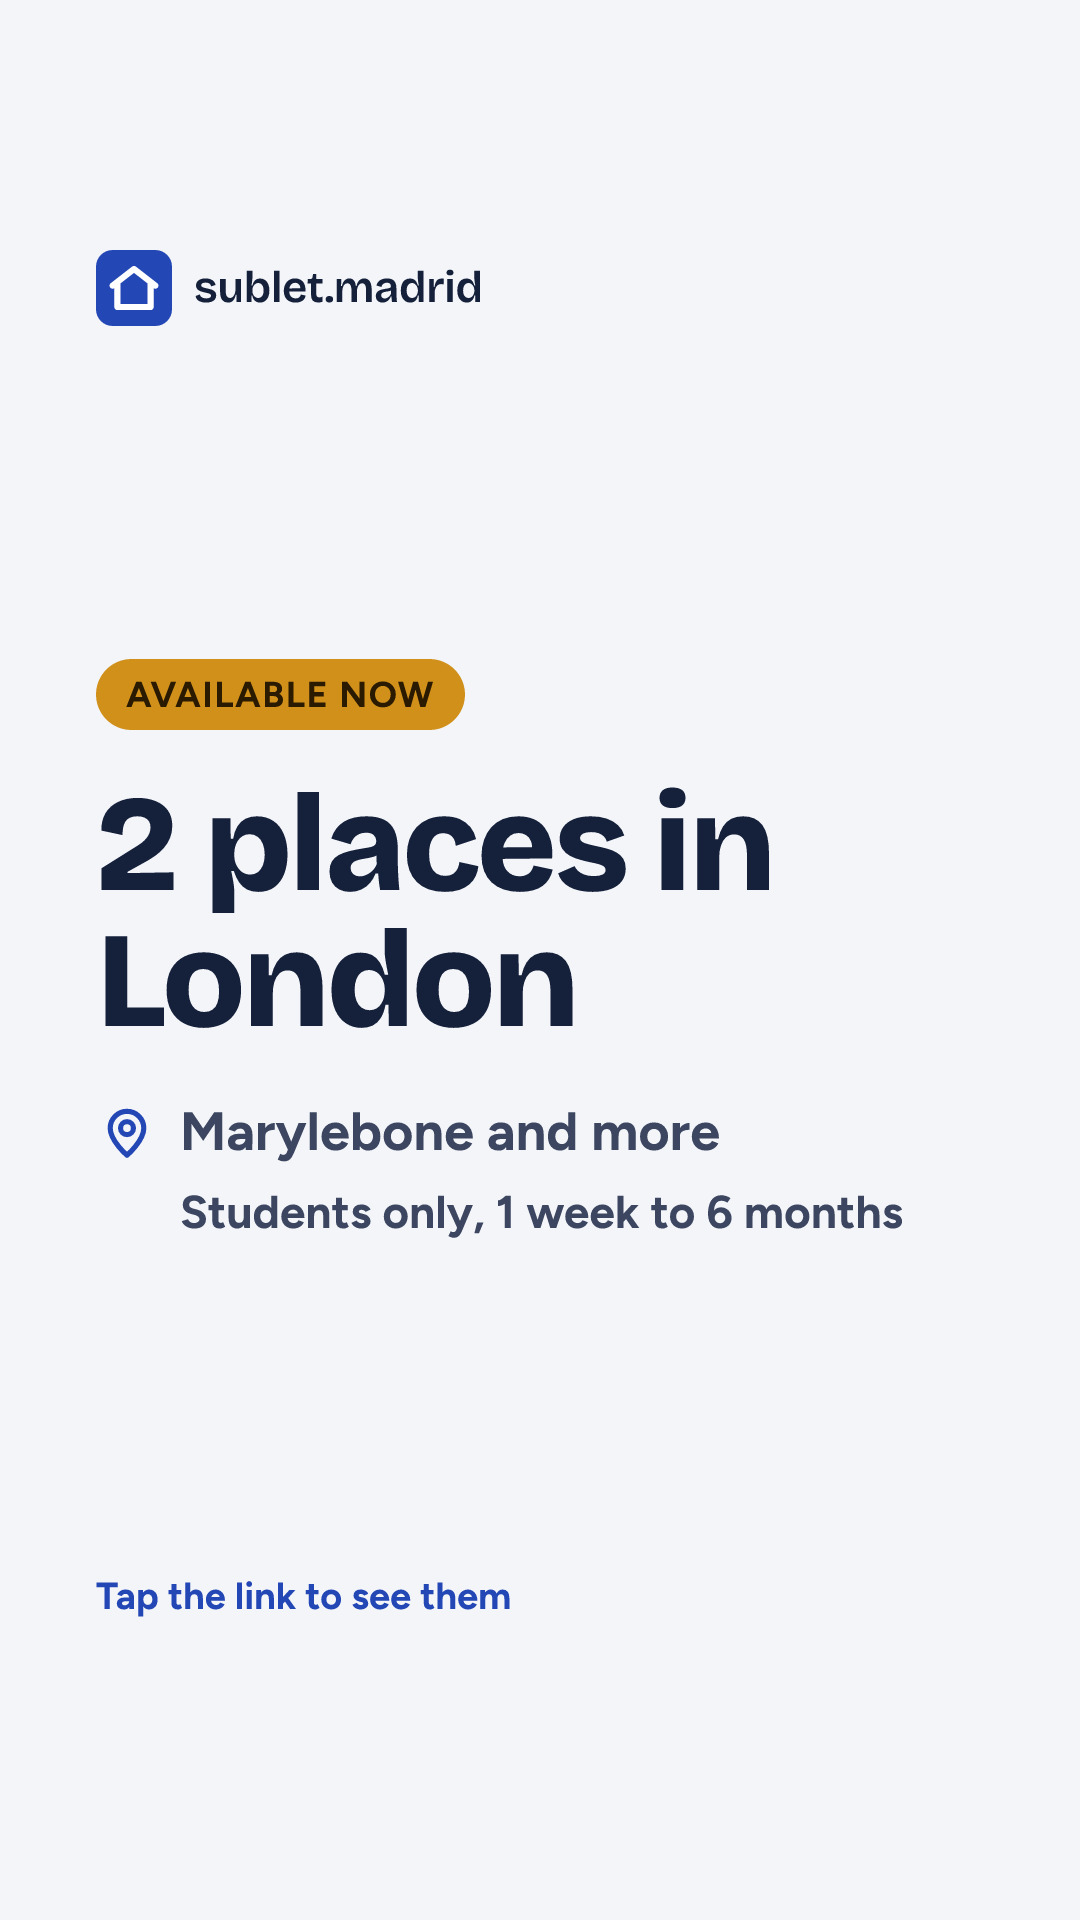 sublet.madrid
AVAILABLE NOW
2 places in
London
Marylebone and more
Students only, 1 week to 6 months
Tap the link to see them